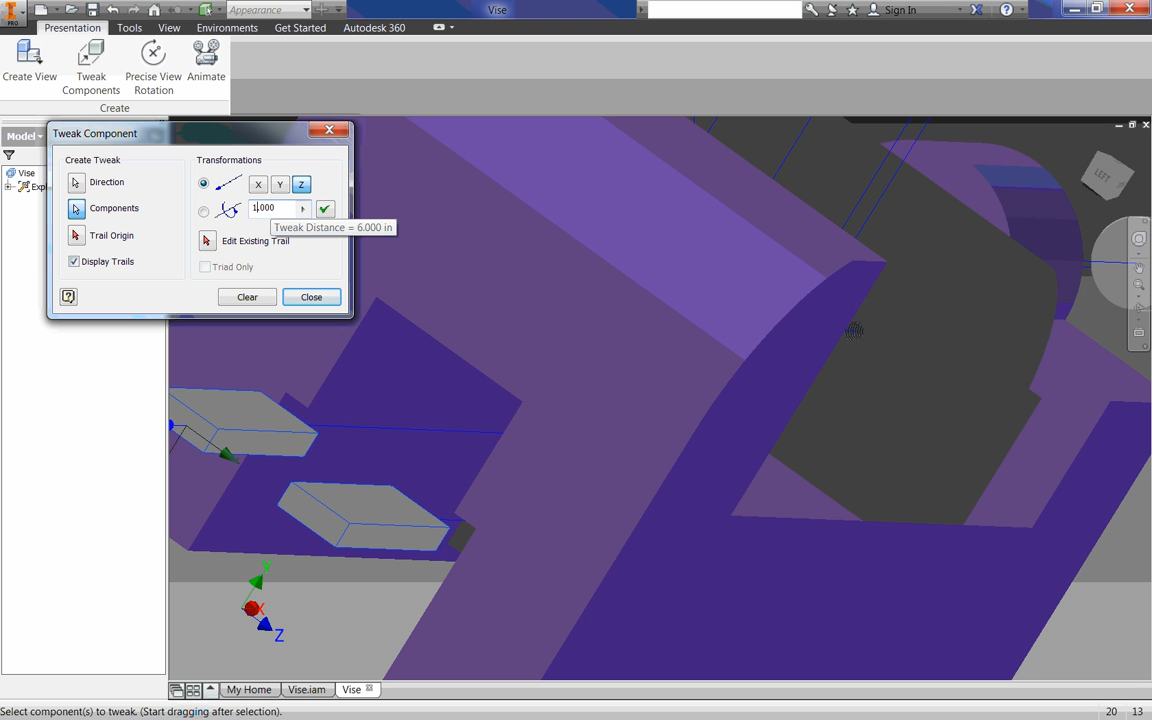 Appearance
Vise
Sign In
PRO
Presentation Tools View Environments Get Started Autodesk 360
Create View
Tweak Components
Precise View Rotation
Animate
Create
Model
Vise
Exp
Tweak Component
Create Tweak
Transformations
Direction
X Y Z
Components
1.000
Tweak Distance = 6.000 in
Trail Origin
Edit Existing Trail
Display Trails
Triad Only
Clear Close
LEFT
Y
X
Z
My Home Vise.iam Vise
Select component(s) to tweak. (Start dragging after selection).
20 13